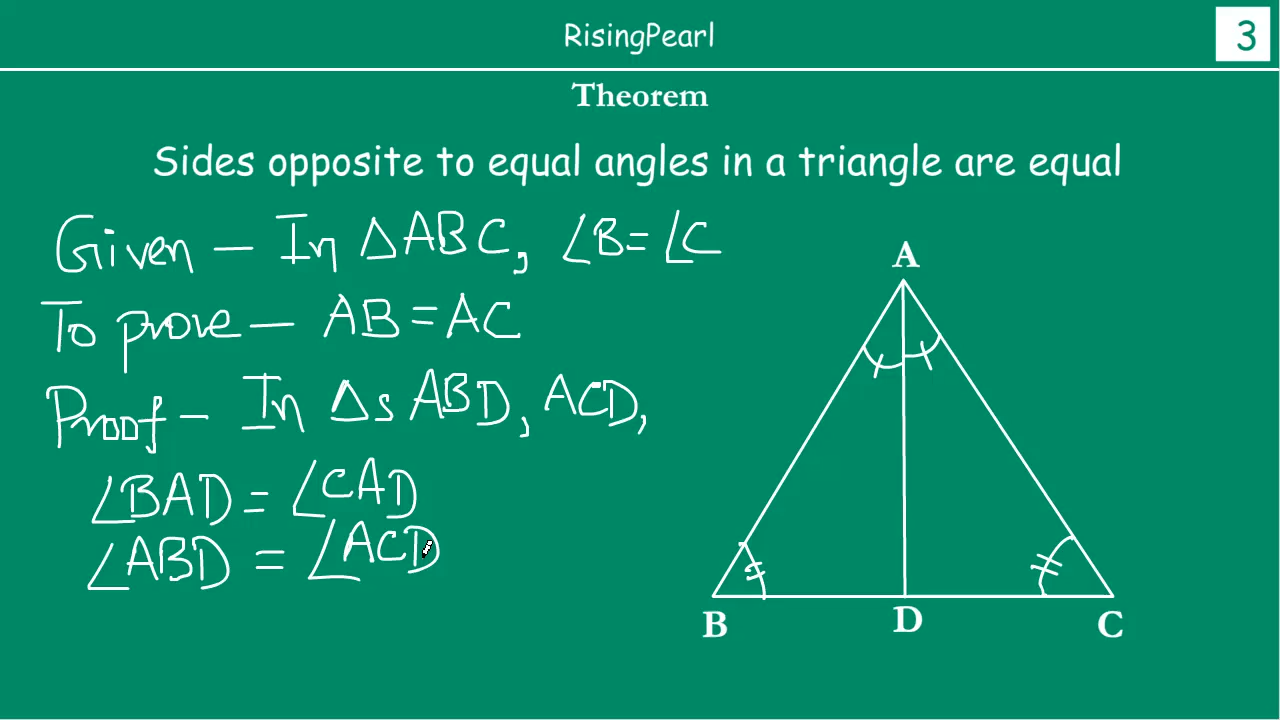 RisingPearl
3
Theorem
Sides opposite to equal angles in a triangle are equal
Given — In ΔABC, ∠B = ∠C
To prove — AB = AC
Proof — In Δs ABD, ACD,
∠BAD = ∠CAD
∠ABD = ∠ACD
A
B
D
C